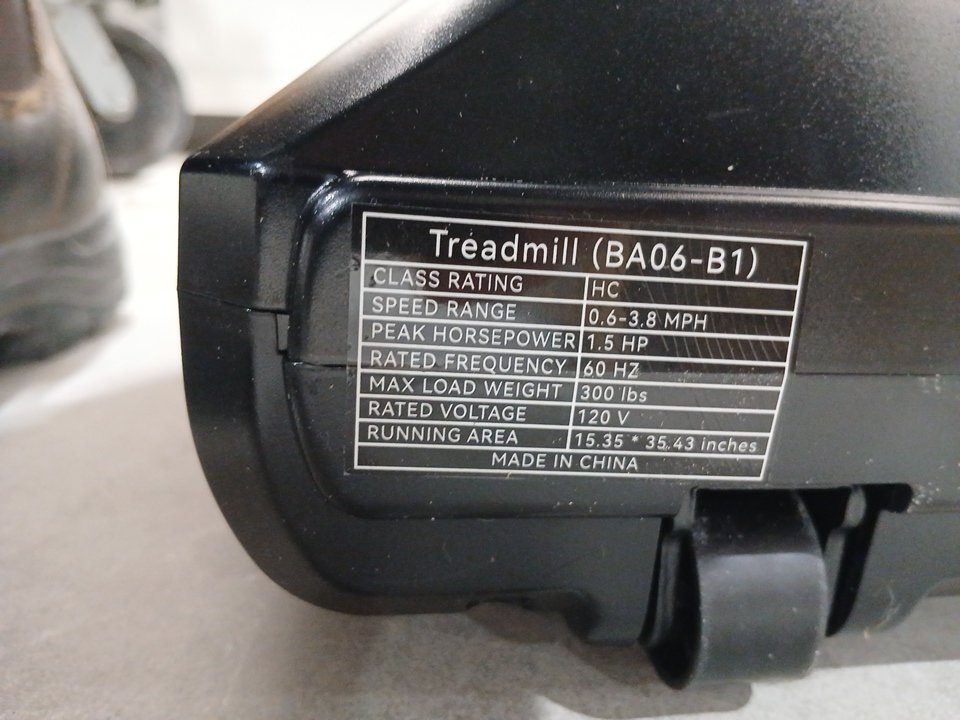 Treadmill (BA06-B1)
CLASS RATING HC
SPEED RANGE 0.6-3.8 MPH
PEAK HORSEPOWER 1.5 HP
RATED FREQUENCY 60 HZ
MAX LOAD WEIGHT 300 lbs
RATED VOLTAGE 120 V
RUNNING AREA 15.35 * 35.43 inches
MADE IN CHINA